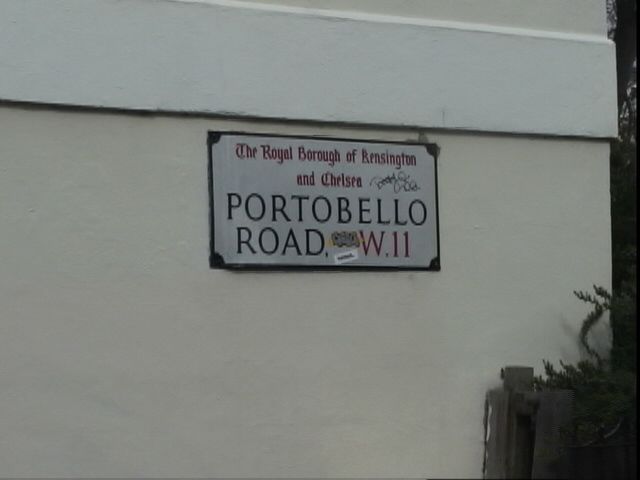 The Royal Borough of Kensington
and Chelsea
PORTOBELLO
ROAD, W.11